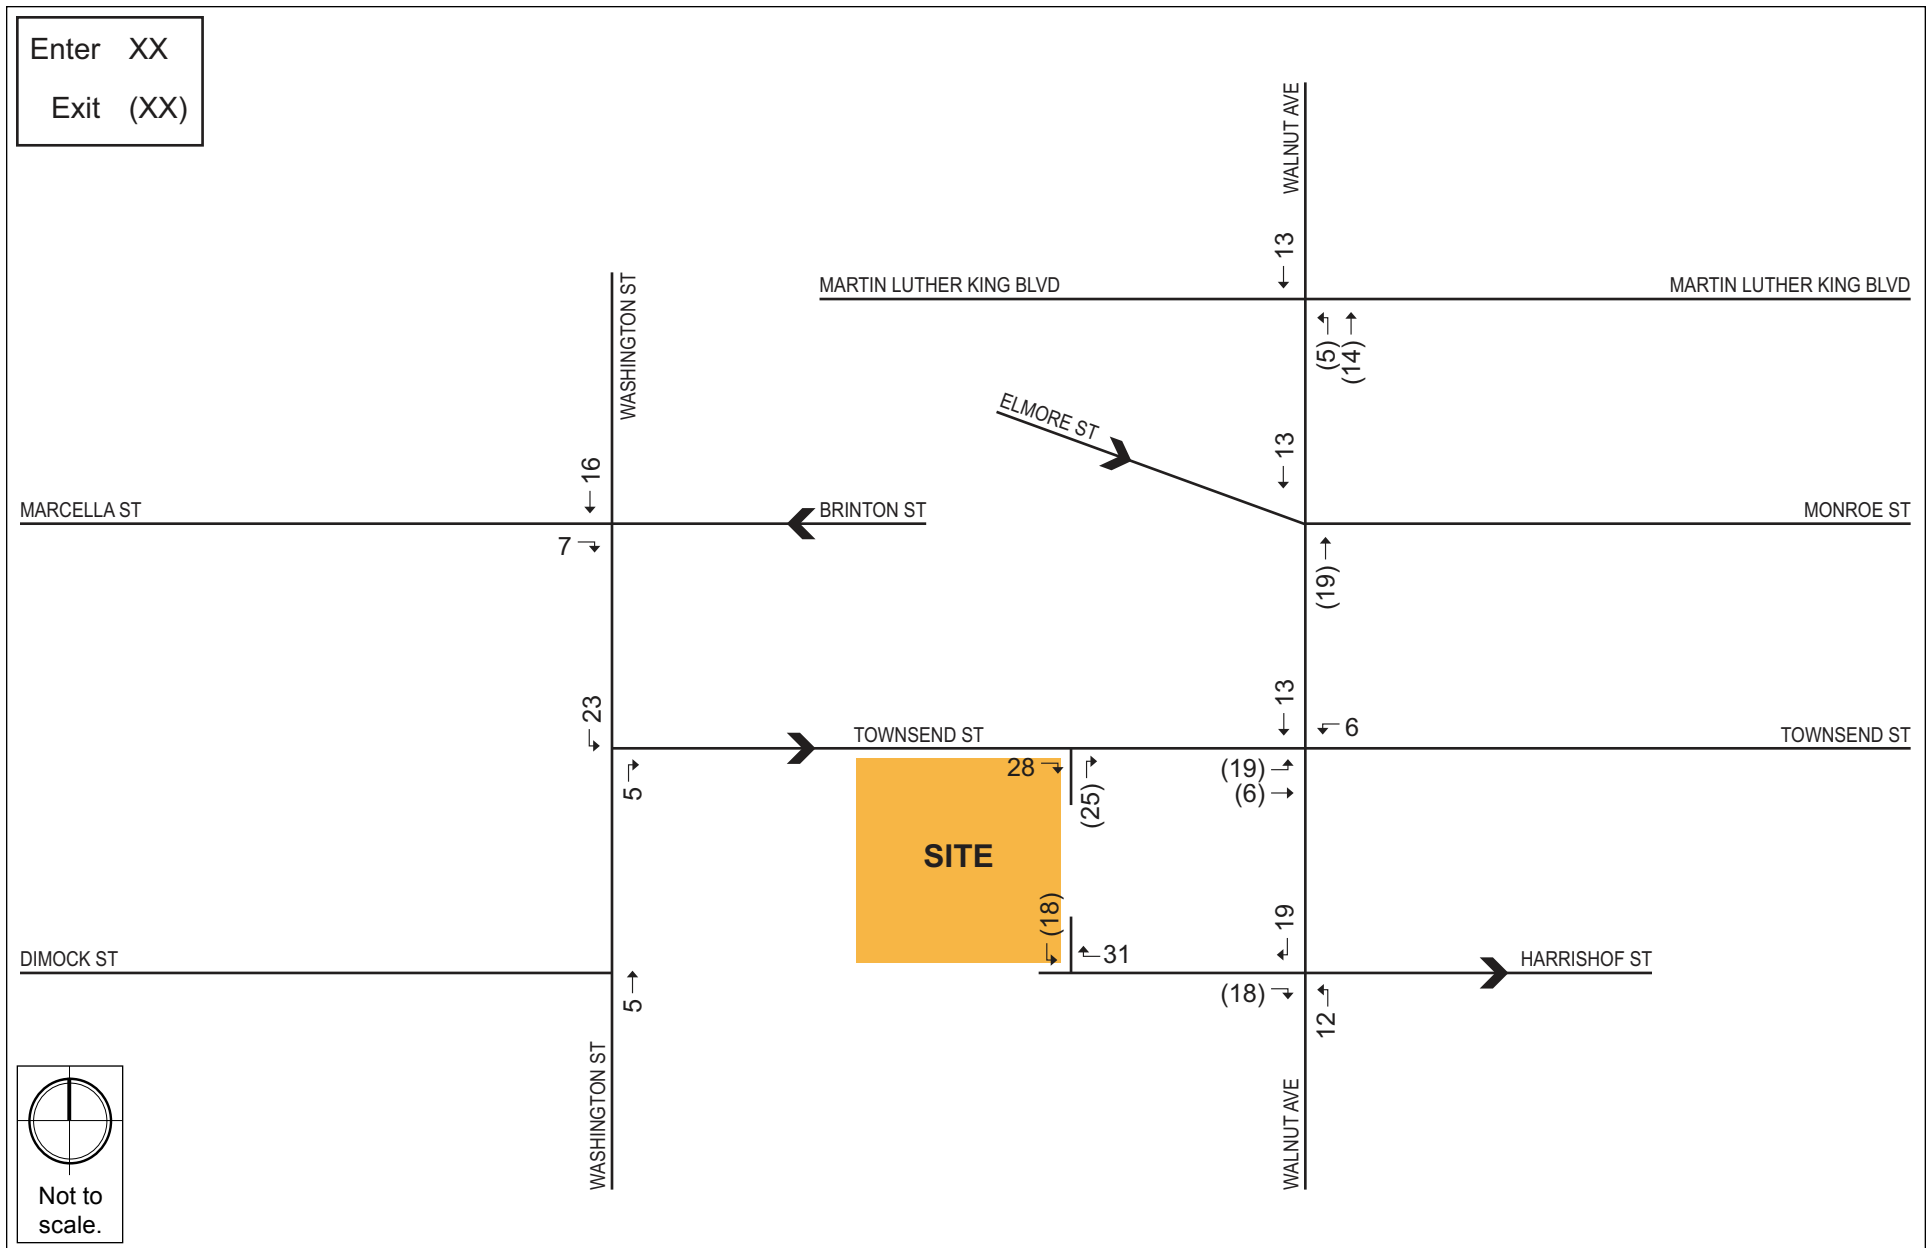 Enter XX
Exit (XX)
WALNUT AVE
13
MARTIN LUTHER KING BLVD
MARTIN LUTHER KING BLVD
(5)
(14)
WASHINGTON ST
ELMORE ST
13
16
MARCELLA ST
BRINTON ST
MONROE ST
7
(19)
23
13
6
TOWNSEND ST
TOWNSEND ST
5
28
(25)
(19)
(6)
SITE
(18)
31
19
DIMOCK ST
HARRISHOF ST
5
(18)
12
WASHINGTON ST
WALNUT AVE
Not to
scale.